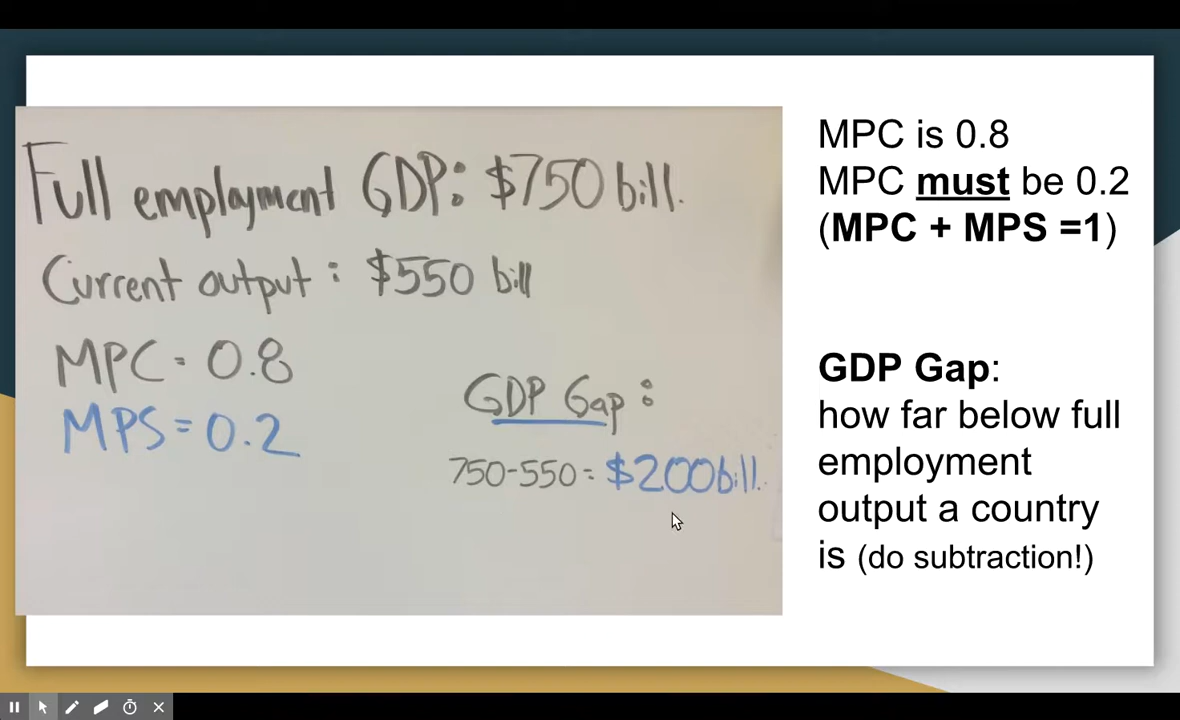 Full employment GDP: $750 bill.
Current output: $550 bill
MPC = 0.8
MPS = 0.2
GDP Gap:
750-550 = $200 bill.
MPC is 0.8
MPC must be 0.2
(MPC + MPS =1)
GDP Gap:
how far below full
employment
output a country
is (do subtraction!)